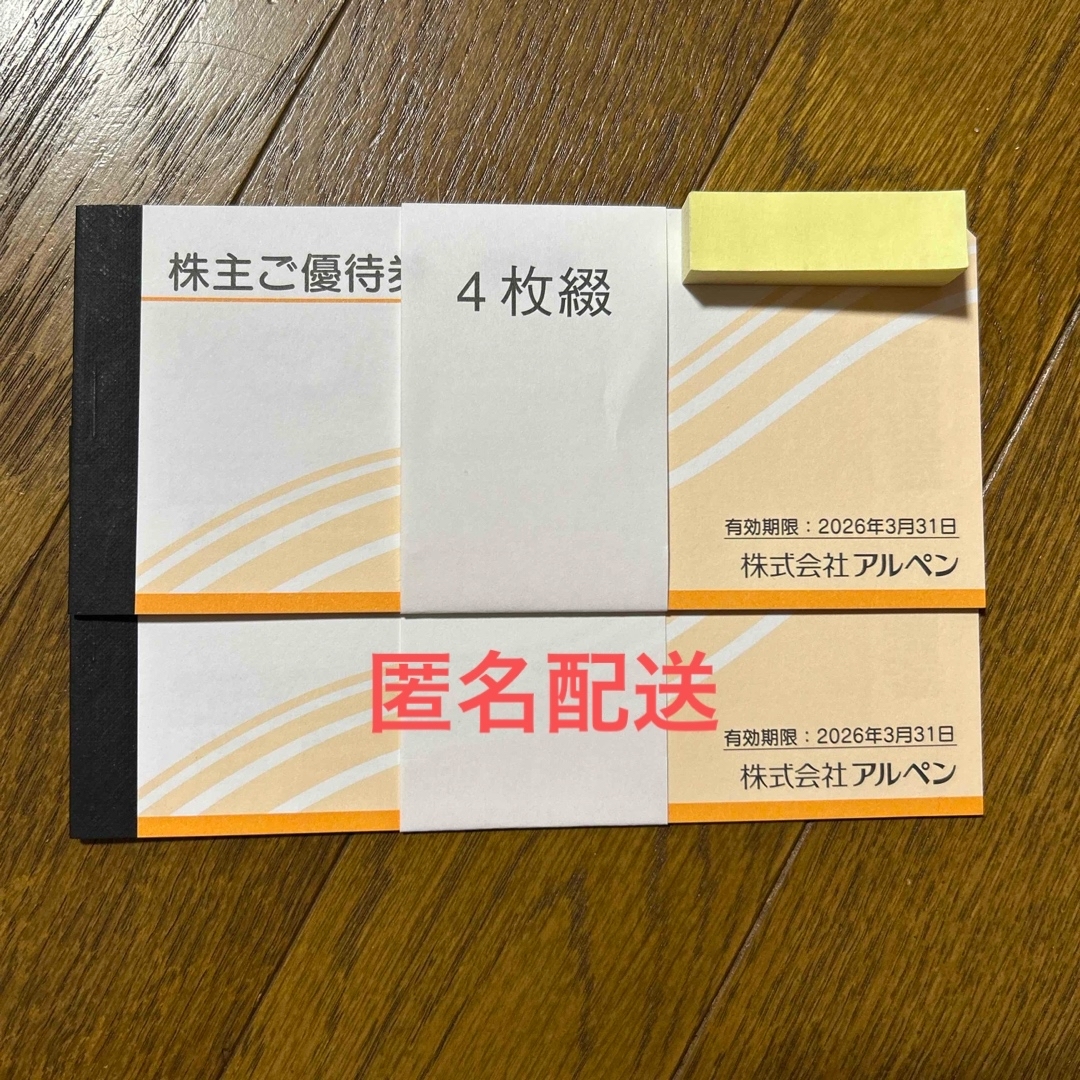 株主ご優待券
４枚綴
有効期限：2026年3月31日
株式会社アルペン
匿名配送
有効期限：2026年3月31日
株式会社アルペン